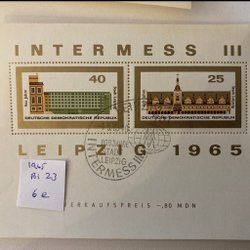 INTERMESS III
40
25
DEUTSCHE DEMOKRATISCHE REPUBLIK
DEUTSCHE DEMOKRATISCHE REPUBLIK
INTERMESS III
LEIPZIG
LEIPZIG 1965
VERKAUFSPREIS -,80 MDN
1965
23
6 e